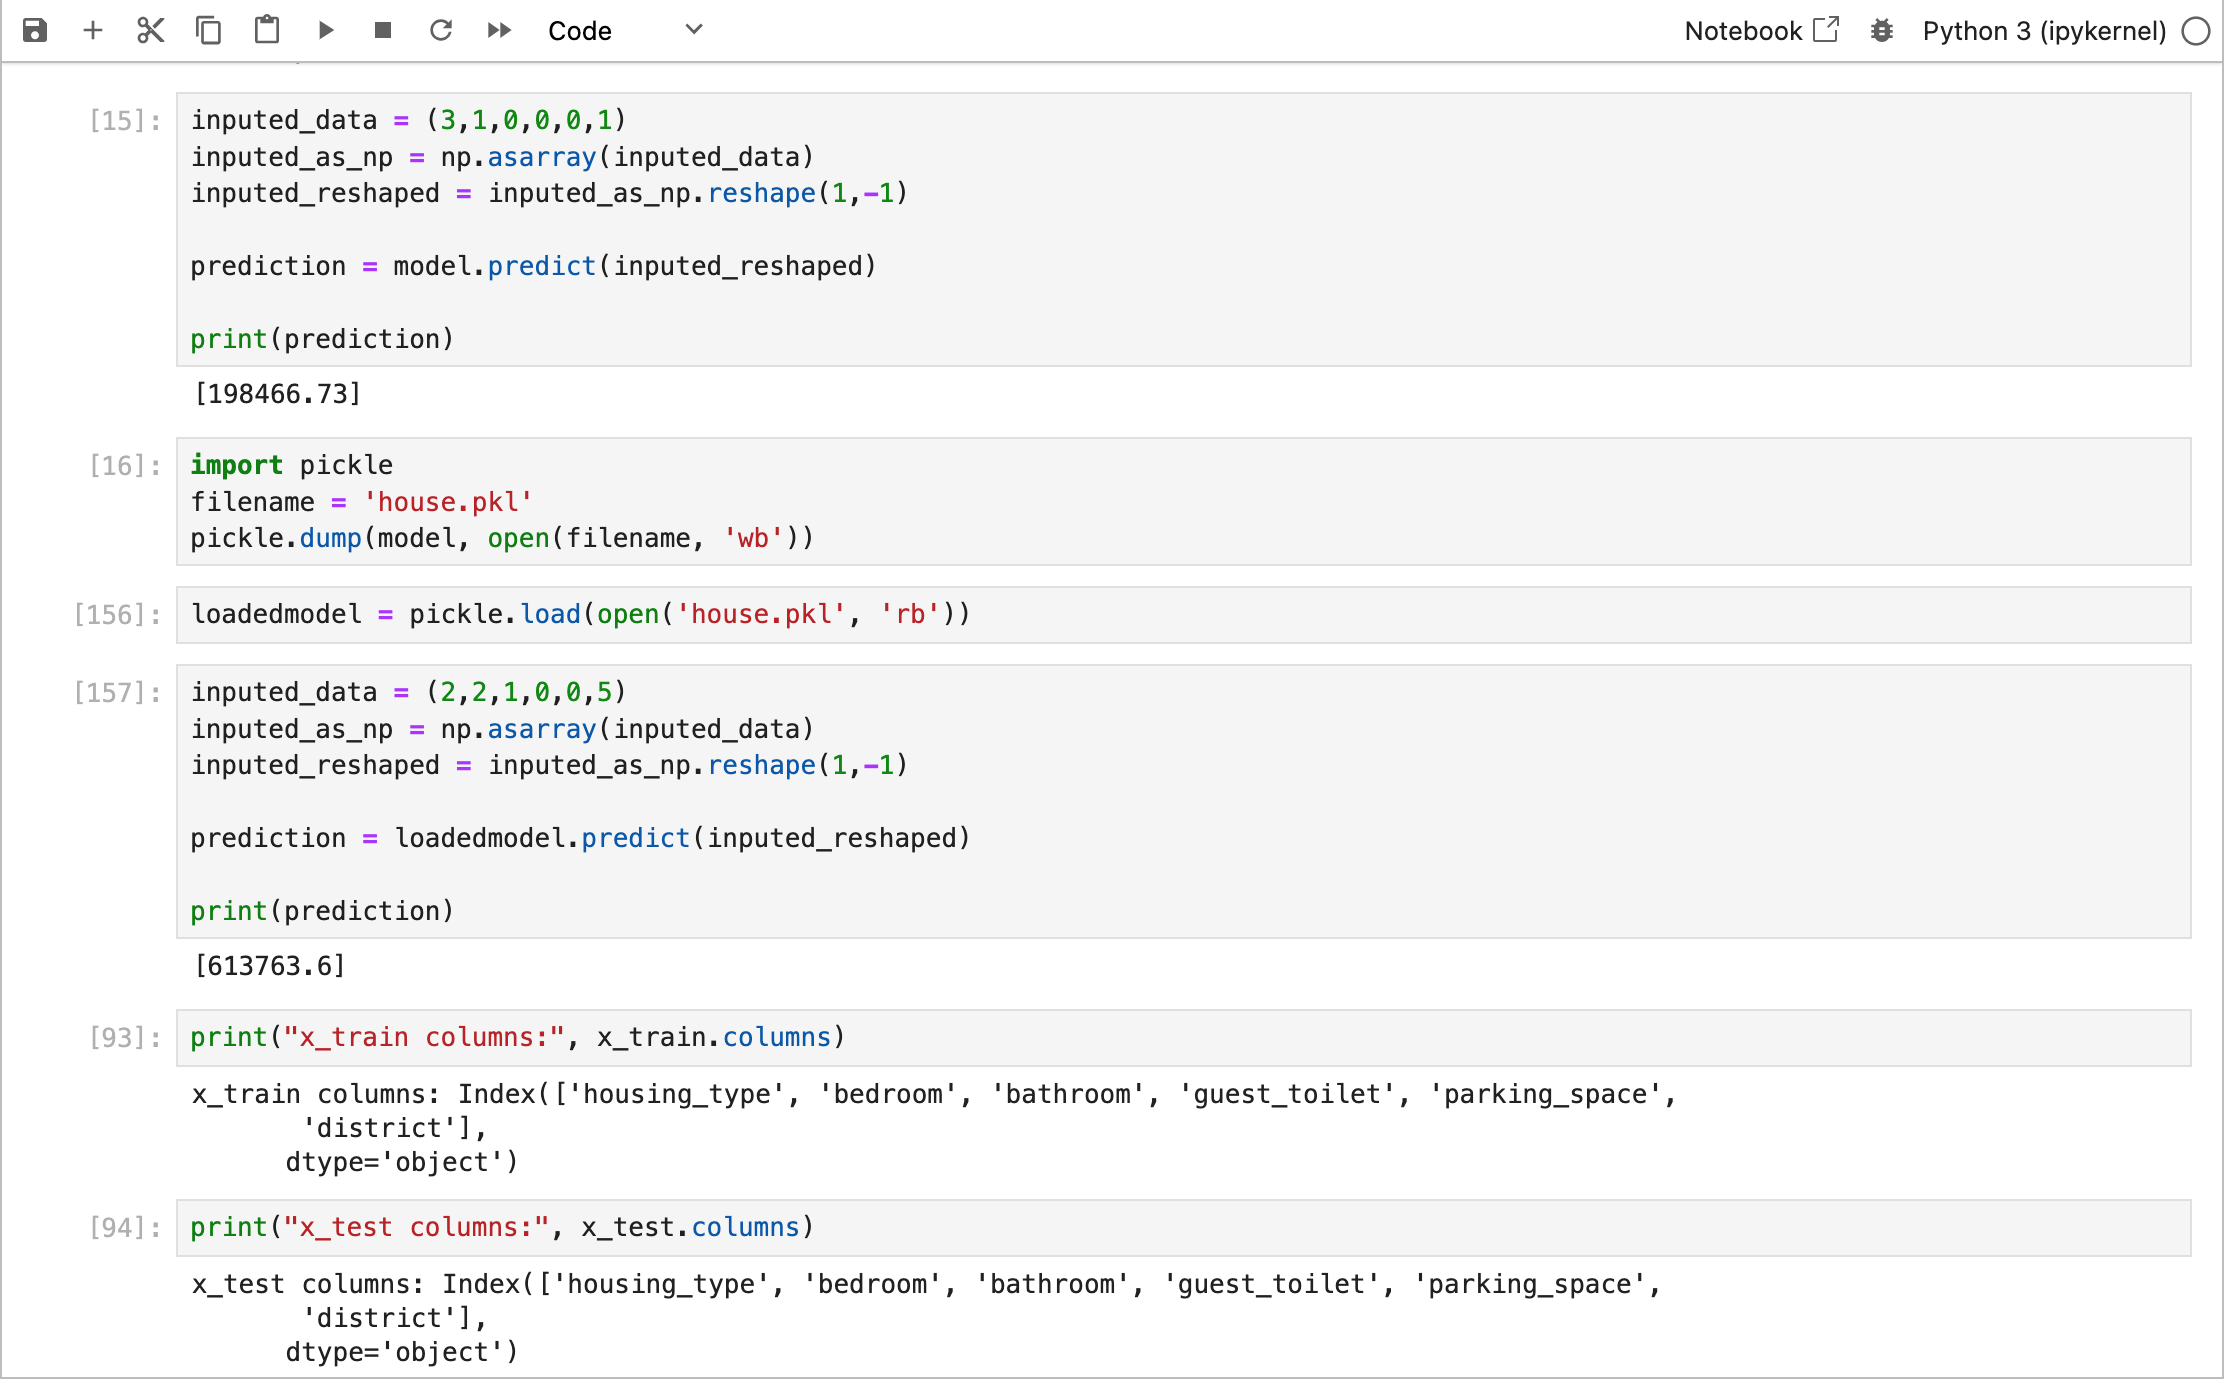 Code
Notebook
Python 3 (ipykernel)
[15]:
inputed_data = (3,1,0,0,0,1)
inputed_as_np = np.asarray(inputed_data)
inputed_reshaped = inputed_as_np.reshape(1,-1)
prediction = model.predict(inputed_reshaped)
print(prediction)
[198466.73]
[16]:
import pickle
filename = 'house.pkl'
pickle.dump(model, open(filename, 'wb'))
[156]:
loadedmodel = pickle.load(open('house.pkl', 'rb'))
[157]:
inputed_data = (2,2,1,0,0,5)
inputed_as_np = np.asarray(inputed_data)
inputed_reshaped = inputed_as_np.reshape(1,-1)
prediction = loadedmodel.predict(inputed_reshaped)
print(prediction)
[613763.6]
[93]:
print("x_train columns:", x_train.columns)
x_train columns: Index(['housing_type', 'bedroom', 'bathroom', 'guest_toilet', 'parking_space',
'district'],
dtype='object')
[94]:
print("x_test columns:", x_test.columns)
x_test columns: Index(['housing_type', 'bedroom', 'bathroom', 'guest_toilet', 'parking_space',
'district'],
dtype='object')